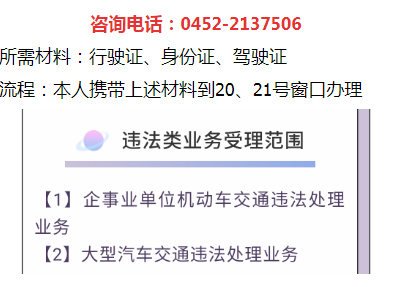 咨询电话：0452-2137506
所需材料：行驶证、身份证、驾驶证
流程：本人携带上述材料到20、21号窗口办理
违法类业务受理范围
【1】企事业单位机动车交通违法处理
业务
【2】大型汽车交通违法处理业务